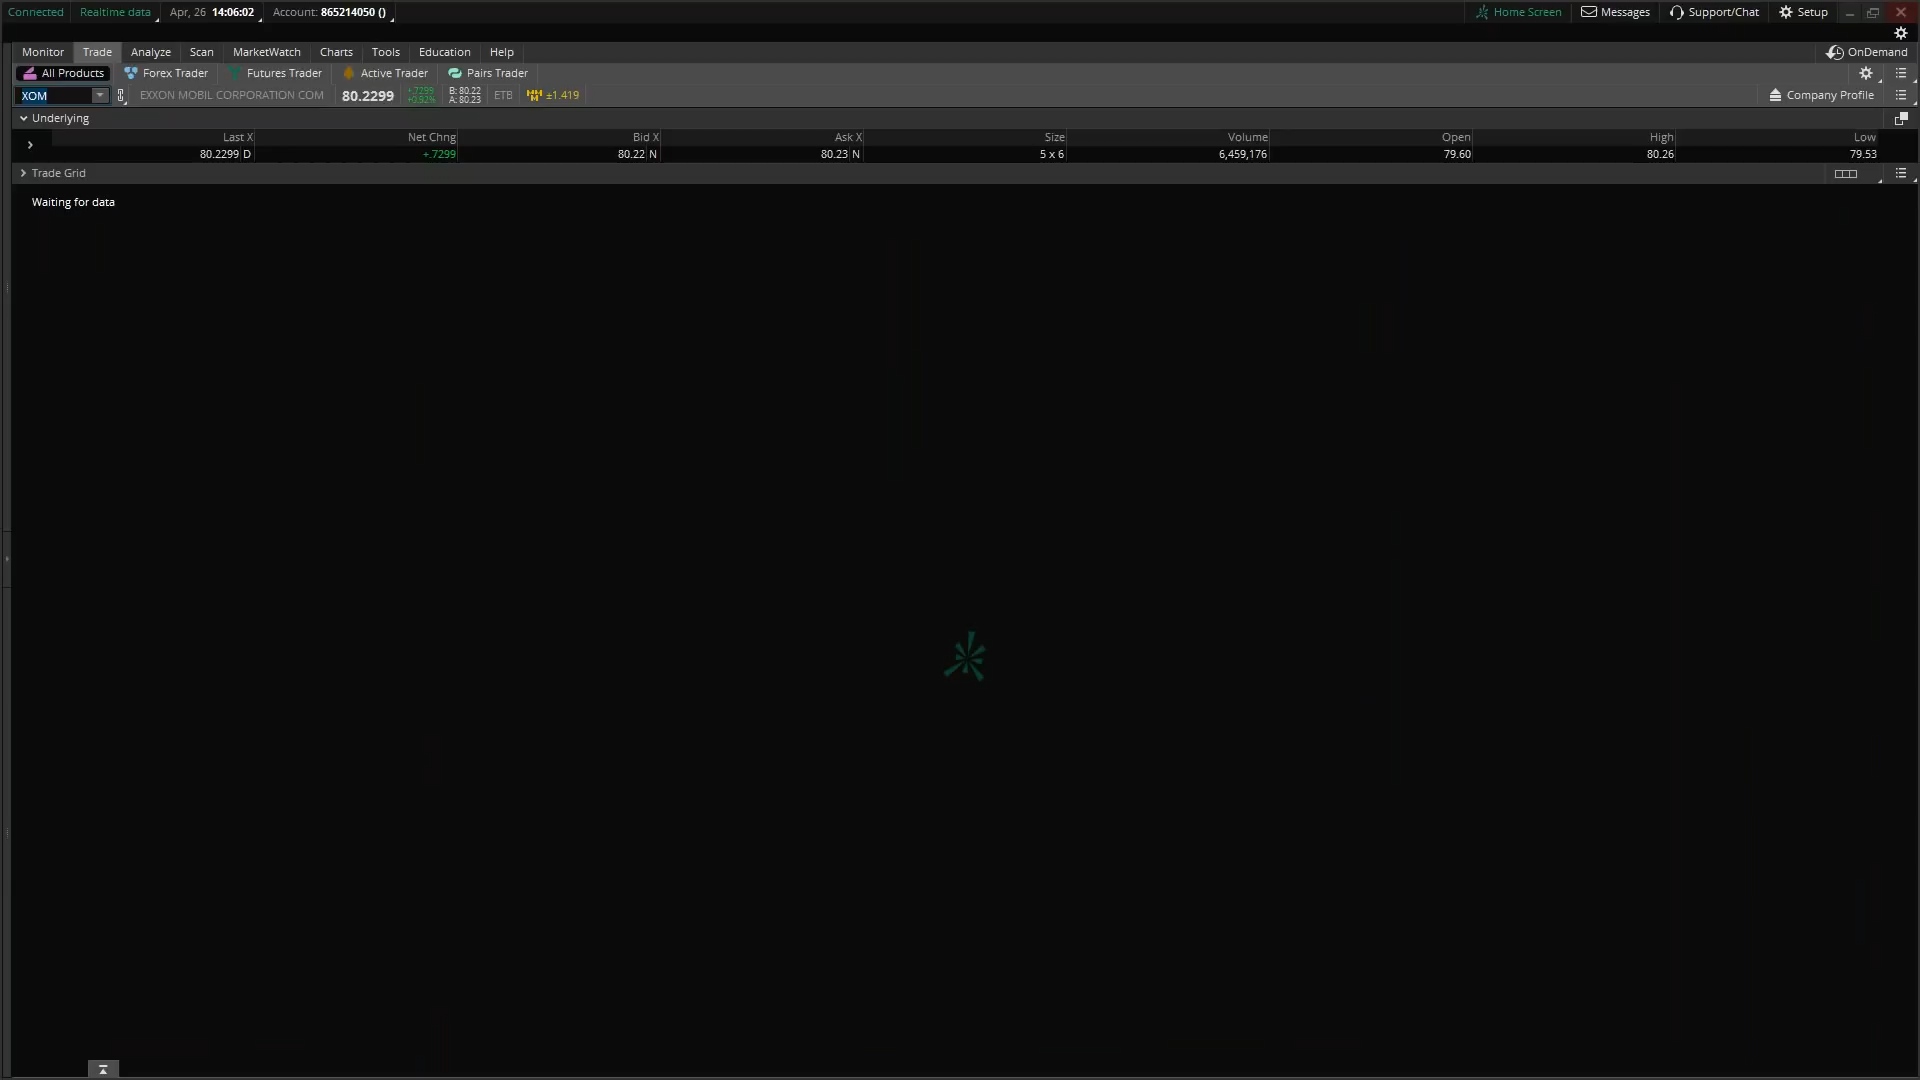 Connected Realtime data Apr, 26 14:06:02 Account: 865214050 () Home Screen Messages Support/Chat Setup
Monitor Trade Analyze Scan MarketWatch Charts Tools Education Help OnDemand
All Products Forex Trader Futures Trader Active Trader Pairs Trader
XOM EXXON MOBIL CORPORATION COM 80.2299 +.7299 +0.92% B: 80.22 A: 80.23 ETB ±1.419 Company Profile
Underlying
Last X Net Chng Bid X Ask X Size Volume Open High Low
80.2299 D +.7299 80.22 N 80.23 N 5 x 6 6,459,176 79.60 80.26 79.53
Trade Grid
Waiting for data